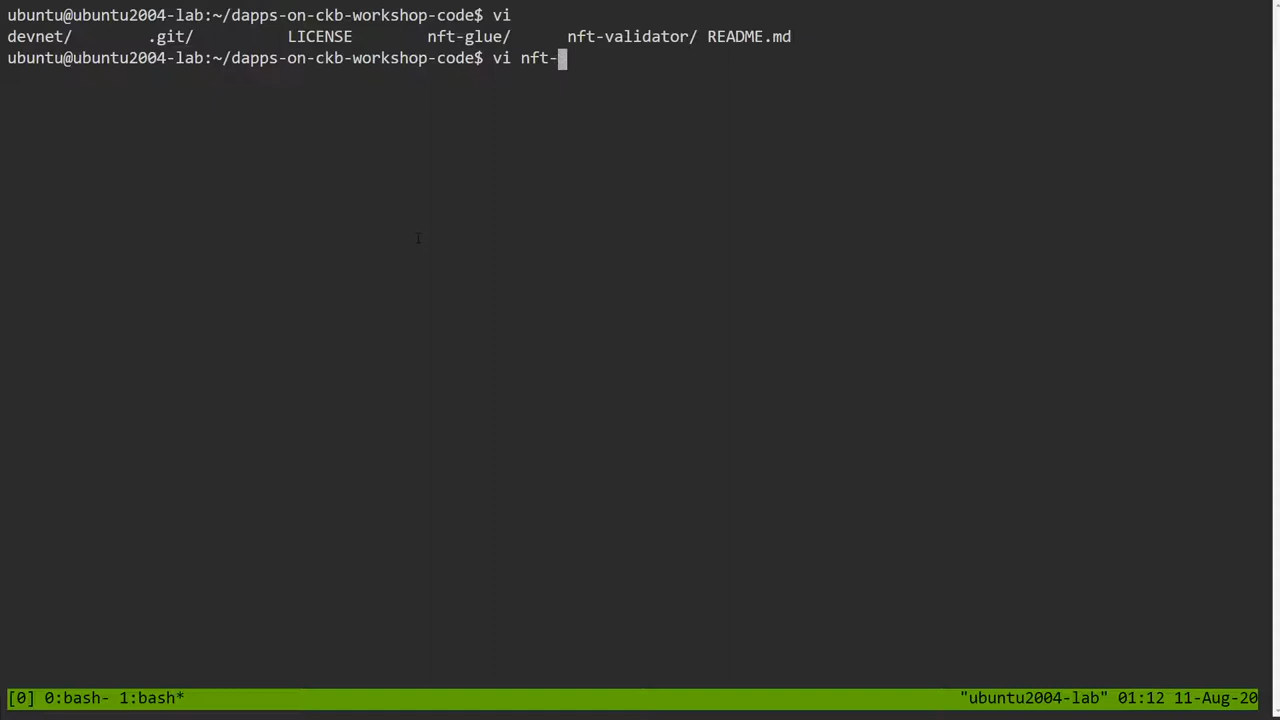 ubuntu@ubuntu2004-lab:~/dapps-on-ckb-workshop-code$ vi
devnet/ .git/ LICENSE nft-glue/ nft-validator/ README.md
ubuntu@ubuntu2004-lab:~/dapps-on-ckb-workshop-code$ vi nft-
[0] 0:bash- 1:bash* "ubuntu2004-lab" 01:12 11-Aug-20